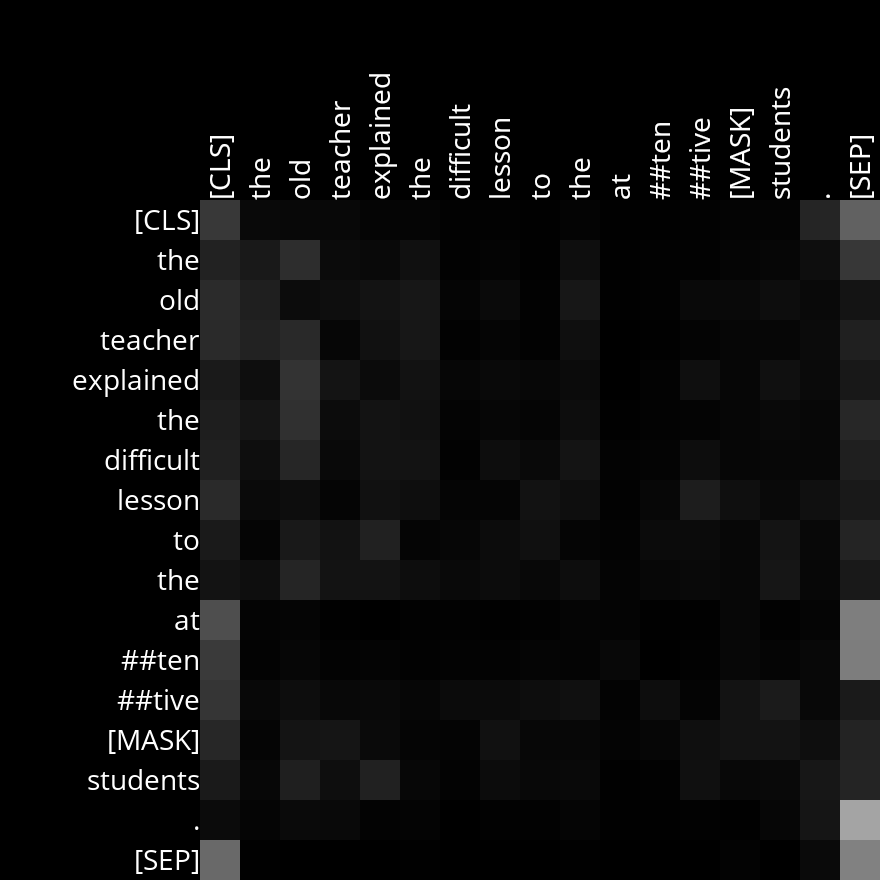 [CLS] the old teacher explained the difficult lesson to the at ##ten ##tive [MASK] students . [SEP]
[CLS]
the
old
teacher
explained
the
difficult
lesson
to
the
at
##ten
##tive
[MASK]
students
.
[SEP]